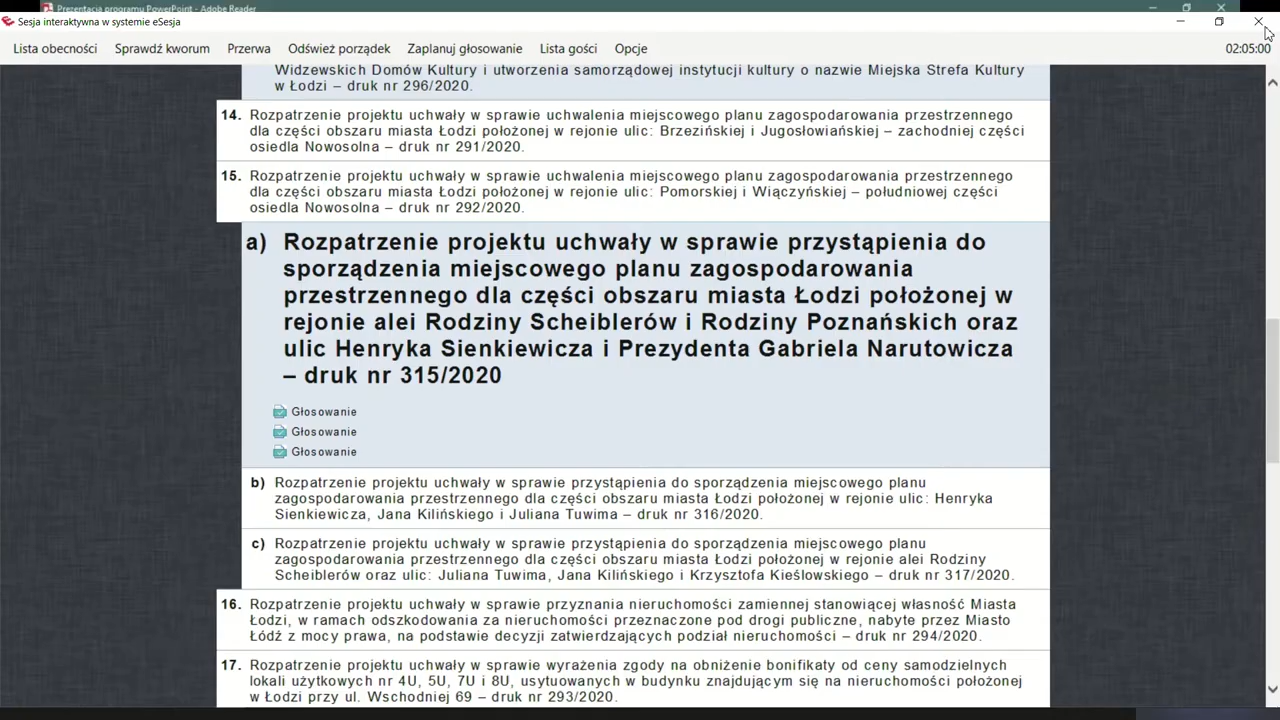 Prezentacja programu PowerPoint - Adobe Reader
Sesja interaktywna w systemie eSesja
Lista obecności Sprawdź kworum Przerwa Odśwież porządek Zaplanuj głosowanie Lista gości Opcje 02:05:00
Widzewskich Domów Kultury i utworzenia samorządowej instytucji kultury o nazwie Miejska Strefa Kultury
w Łodzi – druk nr 296/2020.
14. Rozpatrzenie projektu uchwały w sprawie uchwalenia miejscowego planu zagospodarowania przestrzennego
dla części obszaru miasta Łodzi położonej w rejonie ulic: Brzezińskiej i Jugosłowiańskiej – zachodniej części
osiedla Nowosolna – druk nr 291/2020.
15. Rozpatrzenie projektu uchwały w sprawie uchwalenia miejscowego planu zagospodarowania przestrzennego
dla części obszaru miasta Łodzi położonej w rejonie ulic: Pomorskiej i Wiączyńskiej – południowej części
osiedla Nowosolna – druk nr 292/2020.
a) Rozpatrzenie projektu uchwały w sprawie przystąpienia do
sporządzenia miejscowego planu zagospodarowania
przestrzennego dla części obszaru miasta Łodzi położonej w
rejonie alei Rodziny Scheiblerów i Rodziny Poznańskich oraz
ulic Henryka Sienkiewicza i Prezydenta Gabriela Narutowicza
– druk nr 315/2020
Głosowanie
Głosowanie
Głosowanie
b) Rozpatrzenie projektu uchwały w sprawie przystąpienia do sporządzenia miejscowego planu
zagospodarowania przestrzennego dla części obszaru miasta Łodzi położonej w rejonie ulic: Henryka
Sienkiewicza, Jana Kilińskiego i Juliana Tuwima – druk nr 316/2020.
c) Rozpatrzenie projektu uchwały w sprawie przystąpienia do sporządzenia miejscowego planu
zagospodarowania przestrzennego dla części obszaru miasta Łodzi położonej w rejonie alei Rodziny
Scheiblerów oraz ulic: Juliana Tuwima, Jana Kilińskiego i Krzysztofa Kieślowskiego – druk nr 317/2020.
16. Rozpatrzenie projektu uchwały w sprawie przyznania nieruchomości zamiennej stanowiącej własność Miasta
Łodzi, w ramach odszkodowania za nieruchomości przeznaczone pod drogi publiczne, nabyte przez Miasto
Łódź z mocy prawa, na podstawie decyzji zatwierdzających podział nieruchomości – druk nr 294/2020.
17. Rozpatrzenie projektu uchwały w sprawie wyrażenia zgody na obniżenie bonifikaty od ceny samodzielnych
lokali użytkowych nr 4U, 5U, 7U i 8U, usytuowanych w budynku znajdującym się na nieruchomości położonej
w Łodzi przy ul. Wschodniej 69 – druk nr 293/2020.